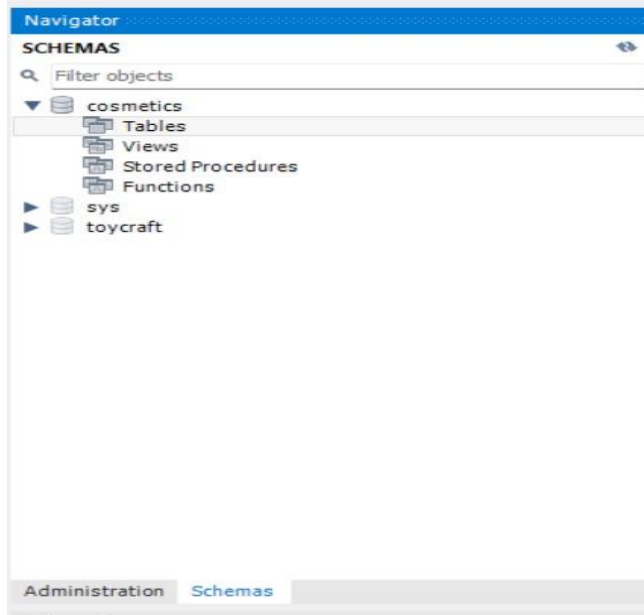 Navigator
SCHEMAS
Filter objects
cosmetics
Tables
Views
Stored Procedures
Functions
sys
toycraft
Administration Schemas